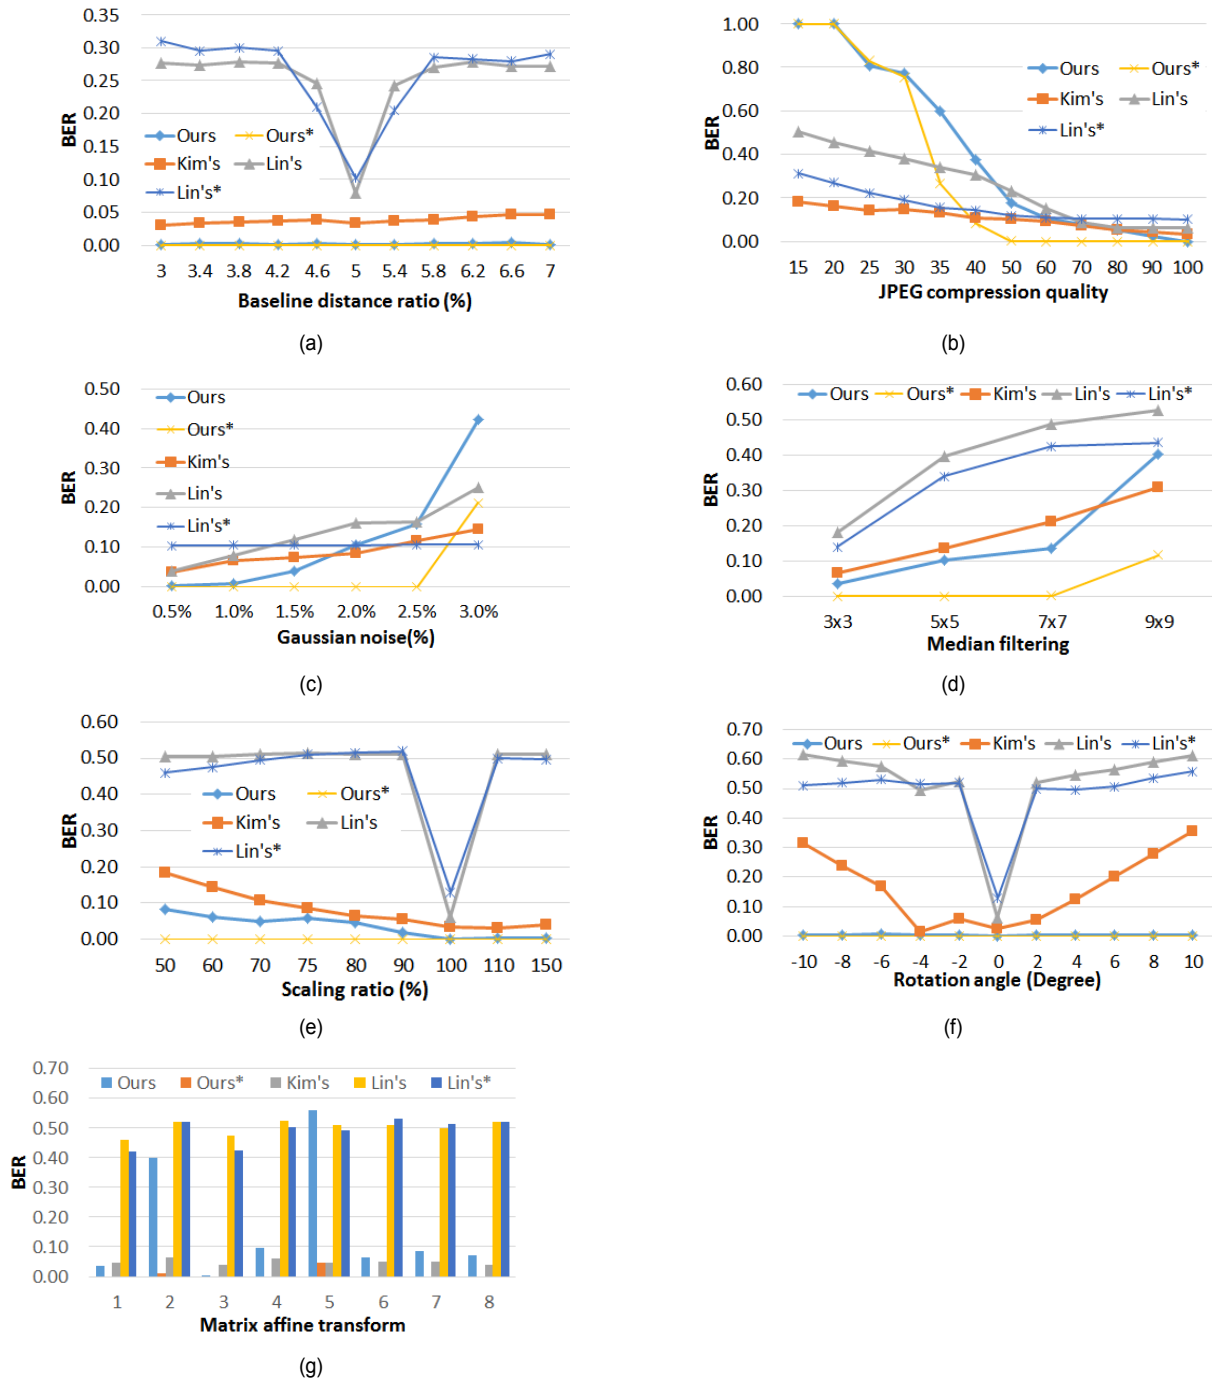 0.35
0.30
0.25
0.20
0.15
0.10
0.05
0.00
BER
Ours Ours*
Kim's Lin's
Lin's*
3 3.4 3.8 4.2 4.6 5 5.4 5.8 6.2 6.6 7
Baseline distance ratio (%)
(a)
1.00
0.80
0.60
0.40
0.20
0.00
BER
Ours Ours*
Kim's Lin's
Lin's*
15 20 25 30 35 40 50 60 70 80 90 100
JPEG compression quality
(b)
0.50
0.40
0.30
0.20
0.10
0.00
BER
Ours
Ours*
Kim's
Lin's
Lin's*
0.5% 1.0% 1.5% 2.0% 2.5% 3.0%
Gaussian noise(%)
(c)
0.60
0.50
0.40
0.30
0.20
0.10
0.00
BER
Ours Ours* Kim's Lin's Lin's*
3x3 5x5 7x7 9x9
Median filtering
(d)
0.60
0.50
0.40
0.30
0.20
0.10
0.00
BER
Ours Ours*
Kim's Lin's
Lin's*
50 60 70 75 80 90 100 110 150
Scaling ratio (%)
(e)
0.70
0.60
0.50
0.40
0.30
0.20
0.10
0.00
BER
Ours Ours* Kim's Lin's Lin's*
-10 -8 -6 -4 -2 0 2 4 6 8 10
Rotation angle (Degree)
(f)
0.70
0.60
0.50
0.40
0.30
0.20
0.10
0.00
BER
Ours Ours* Kim's Lin's Lin's*
1 2 3 4 5 6 7 8
Matrix affine transform
(g)